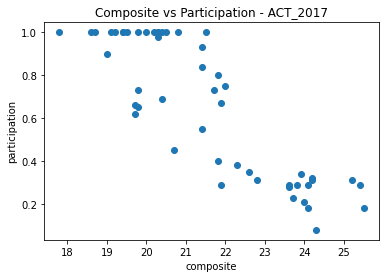 Composite vs Participation - ACT_2017
participation
1.0
0.8
0.6
0.4
0.2
18 19 20 21 22 23 24 25
composite